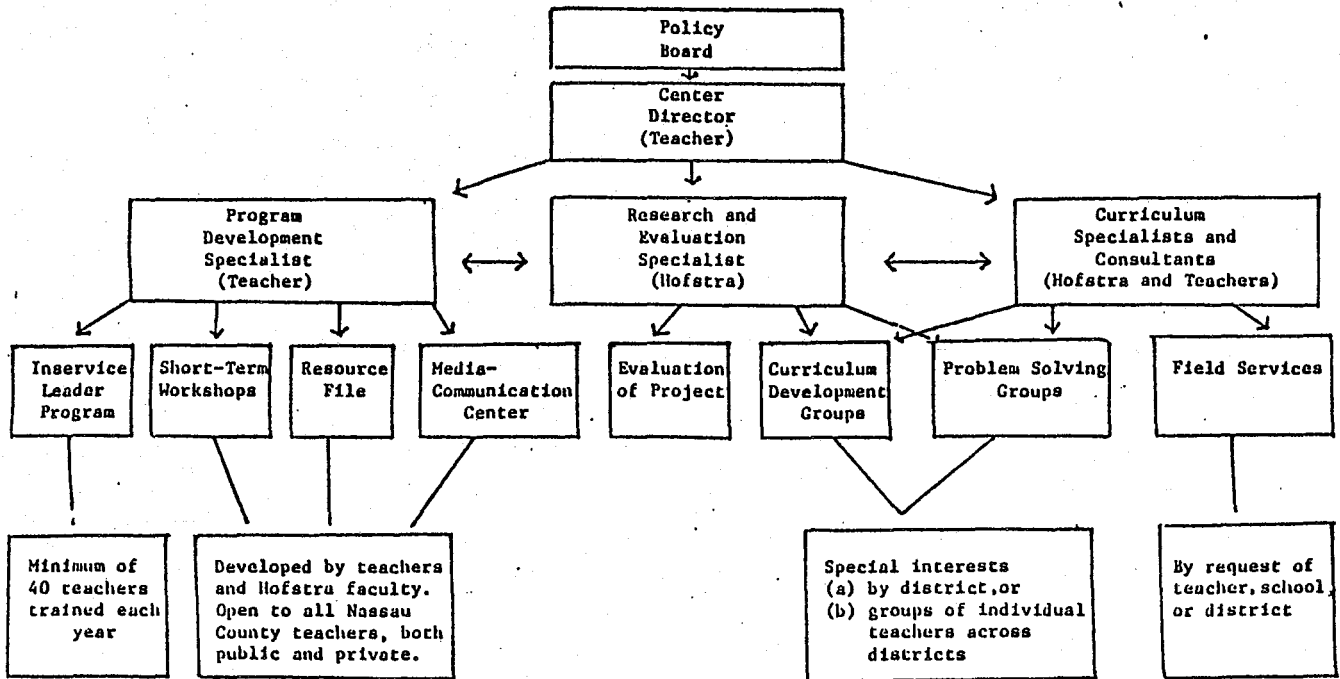 Policy
Board
Center
Director
(Teacher)
Program
Development
Specialist
(Teacher)
Research and
Evaluation
Specialist
(Hofstra)
Curriculum
Specialists and
Consultants
(Hofstra and Teachers)
Inservice
Leader
Program
Short-Term
Workshops
Resource
File
Media-
Communication
Center
Evaluation
of Project
Curriculum
Development
Groups
Problem Solving
Groups
Field Services
Minimum of
40 teachers
trained each
year
Developed by teachers
and Hofstra faculty.
Open to all Nassau
County teachers, both
public and private.
Special interests
(a) by district, or
(b) groups of individual
teachers across
districts
By request of
teacher, school,
or district